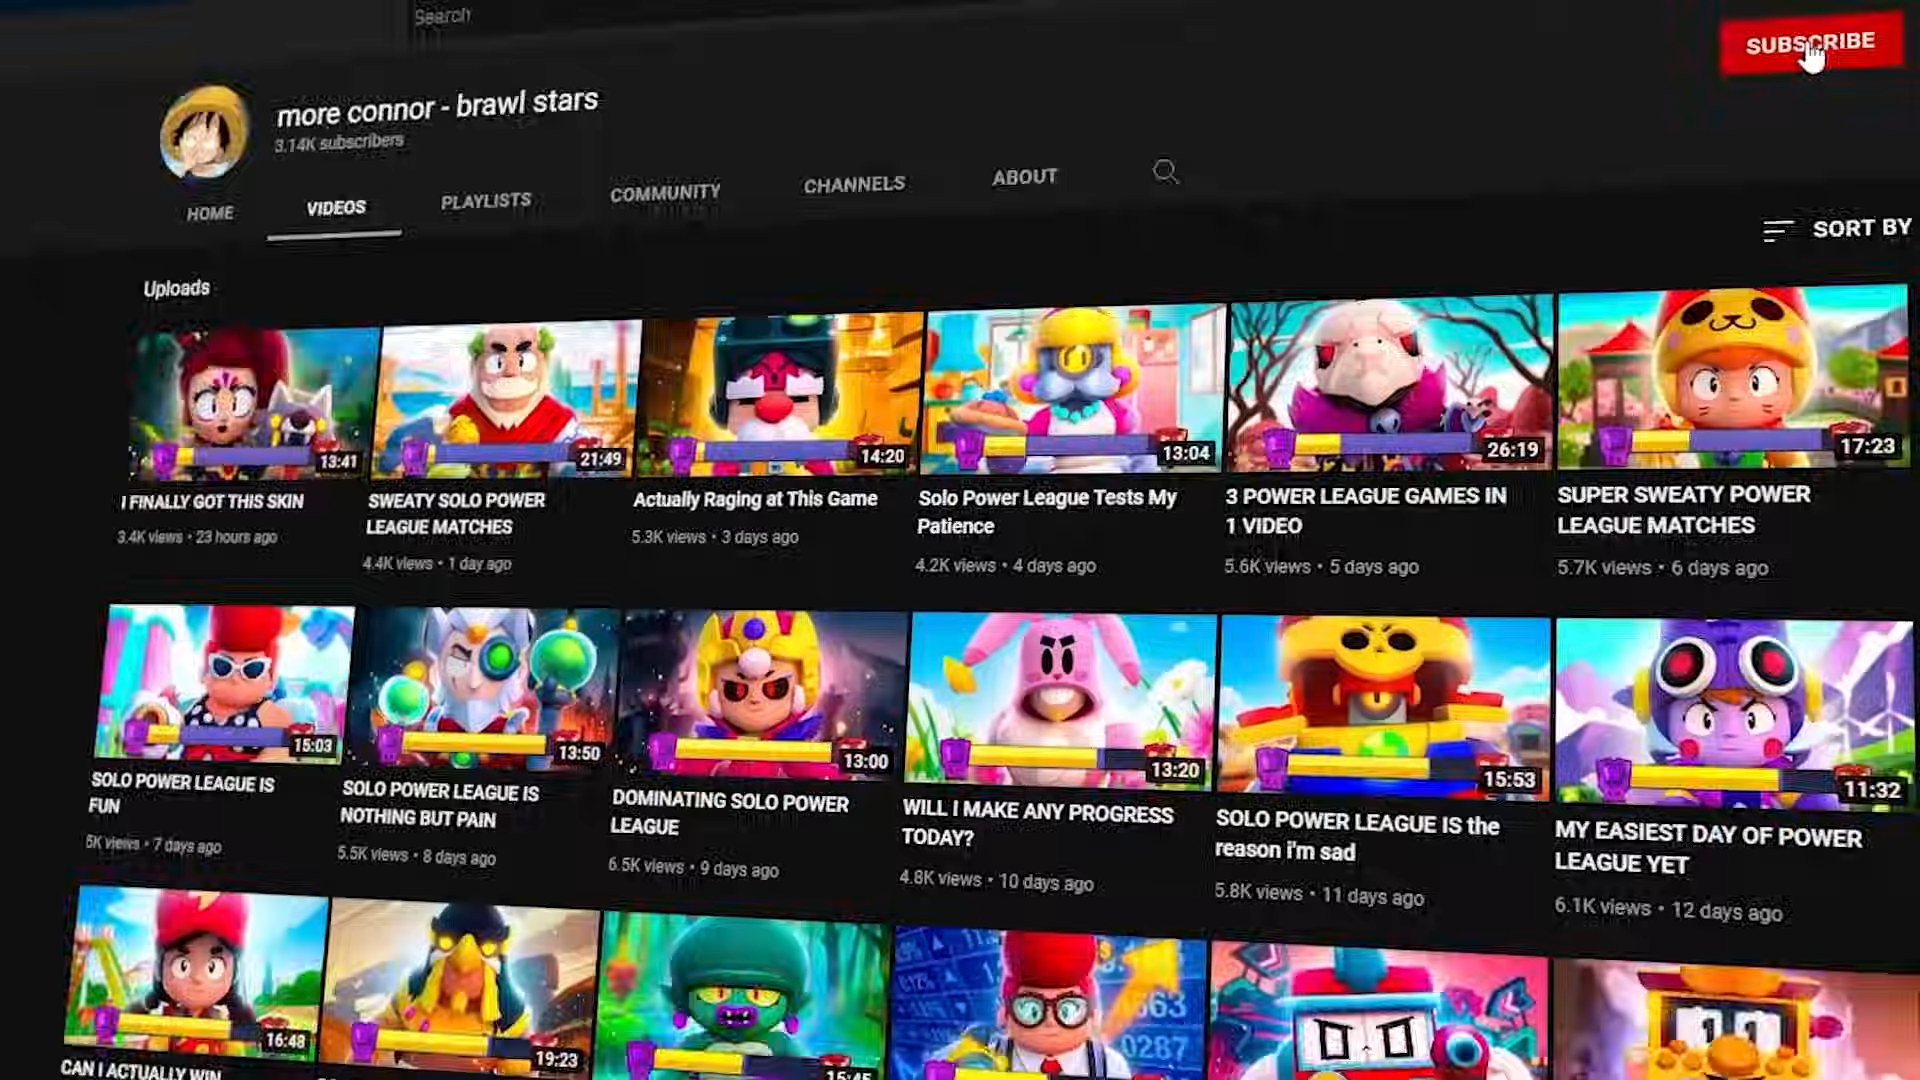 Search
SUBSCRIBE
more connor - brawl stars
3.14K subscribers
HOME
VIDEOS
PLAYLISTS
COMMUNITY
CHANNELS
ABOUT
SORT BY
Uploads
13:41
21:49
14:20
13:04
26:19
17:23
I FINALLY GOT THIS SKIN
3.4K views • 23 hours ago
SWEATY SOLO POWER
LEAGUE MATCHES
4.4K views • 1 day ago
Actually Raging at This Game
5.3K views • 3 days ago
Solo Power League Tests My
Patience
4.2K views • 4 days ago
3 POWER LEAGUE GAMES IN
1 VIDEO
5.6K views • 5 days ago
SUPER SWEATY POWER
LEAGUE MATCHES
5.7K views • 6 days ago
15:03
13:50
13:00
13:20
15:53
11:32
SOLO POWER LEAGUE IS
FUN
5K views • 7 days ago
SOLO POWER LEAGUE IS
NOTHING BUT PAIN
5.5K views • 8 days ago
DOMINATING SOLO POWER
LEAGUE
6.5K views • 9 days ago
WILL I MAKE ANY PROGRESS
TODAY?
4.8K views • 10 days ago
SOLO POWER LEAGUE IS the
reason i'm sad
5.8K views • 11 days ago
MY EASIEST DAY OF POWER
LEAGUE YET
6.1K views • 12 days ago
16:48
19:23
15:45
0287
CAN I ACTUALLY WIN